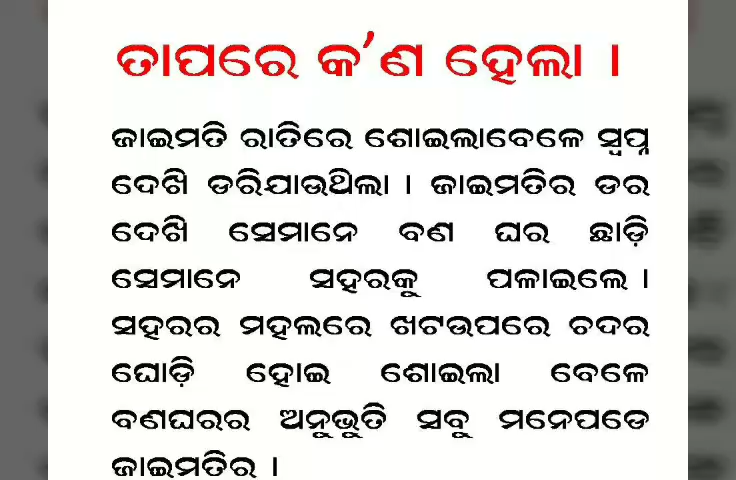 ତାପରେ କ'ଣ ହେଲା ।
ଜାଇମତି ରାତିରେ ଶୋଇଲାବେଳେ ସ୍ୱପ୍ନ
ଦେଖି ଡରିଯାଉଥିଲା । ଜାଇମତିର ଡର
ଦେଖି ସେମାନେ ବଣ ଘର ଛାଡ଼ି
ସେମାନେ ସହରକୁ ପଳାଇଲେ ।
ସହରର ମହଲରେ ଖଟଉପରେ ଚଦର
ଘୋଡ଼ି ହୋଇ ଶୋଇଲା ବେଳେ
ବଣଘରର ଅନୁଭୁତି ସବୁ ମନେପଡେ
ଜାଇମତିର ।